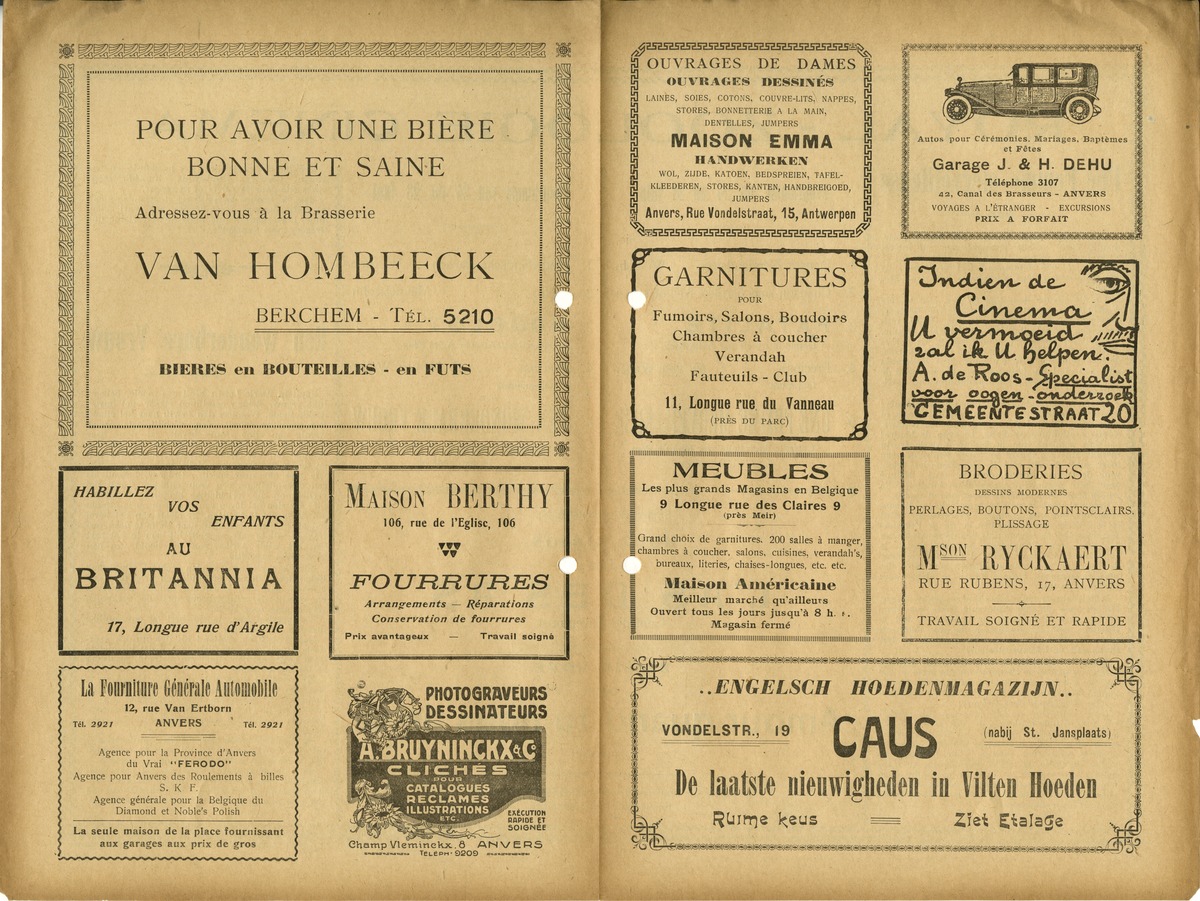 POUR AVOIR UNE BIÈRE
BONNE ET SAINE
Adressez-vous à la Brasserie
VAN HOMBEECK
BERCHEM - TÉL. 5210
BIERES en BOUTEILLES - en FUTS
HABILLEZ
VOS
ENFANTS
AU
BRITANNIA
17, Longue rue d'Argile
MAISON BERTHY
106, rue de l'Eglise, 106
FOURRURES
Arrangements — Réparations
Conservation de fourrures
Prix avantageux — Travail soigné
La Fourniture Générale Automobile
12, rue Van Ertborn
Tél. 2921 ANVERS Tél. 2921
Agence pour la Province d'Anvers
du Vrai "FERODO"
Agence pour Anvers des Roulements à billes
S. K F.
Agence générale pour la Belgique du
Diamond et Noble's Polish
La seule maison de la place fournissant
aux garages aux prix de gros
PHOTOGRAVEURS
DESSINATEURS
A. BRUYNINCKX & Co
CLICHÉS
POUR
CATALOGUES
RÉCLAMES
ILLUSTRATIONS
ETC.
EXÉCUTION
RAPIDE ET
SOIGNÉE
Champ Vleminckx, 8 ANVERS
TELEPH. 9209
OUVRAGES DE DAMES
OUVRAGES DESSINÉS
LAINES, SOIES, COTONS, COUVRE-LITS, NAPPES,
STORES, BONNETTERIE A LA MAIN,
DENTELLES, JUMPERS
MAISON EMMA
HANDWERKEN
WOL, ZIJDE, KATOEN, BEDSPREIEN, TAFEL-
KLEEDEREN, STORES, KANTEN, HANDBREIGOED,
JUMPERS
Anvers, Rue Vondelstraat, 15, Antwerpen
Autos pour Cérémonies, Mariages, Baptèmes
et Fêtes
Garage J. & H. DEHU
Téléphone 3107
42, Canal des Brasseurs - ANVERS
VOYAGES A L'ÉTRANGER - EXCURSIONS
PRIX A FORFAIT
GARNITURES
POUR
Fumoirs, Salons, Boudoirs
Chambres à coucher
Verandah
Fauteuils - Club
11, Longue rue du Vanneau
(PRÈS DU PARC)
Indien de
Cinema
U vermoeid
zal ik U helpen.
A. de Roos - Specialist
voor oogen - onderzoek
GEMEENTESTRAAT 20
MEUBLES
Les plus grands Magasins en Belgique
9 Longue rue des Claires 9
(près Meir)
Grand choix de garnitures. 200 salles à manger,
chambres à coucher, salons, cuisines, verandah's,
bureaux, literies, chaises-longues, etc. etc.
Maison Américaine
Meilleur marché qu'ailleurs
Ouvert tous les jours jusqu'à 8 h.
Magasin fermé
BRODERIES
DESSINS MODERNES
PERLAGES, BOUTONS, POINTSCLAIRS.
PLISSAGE
MSON RYCKAERT
RUE RUBENS, 17, ANVERS
TRAVAIL SOIGNÉ ET RAPIDE
..ENGELSCH HOEDENMAGAZIJN..
VONDELSTR., 19 CAUS (nabij St. Jansplaats)
De laatste nieuwigheden in Vilten Hoeden
Ruime keus Ziet Etalage